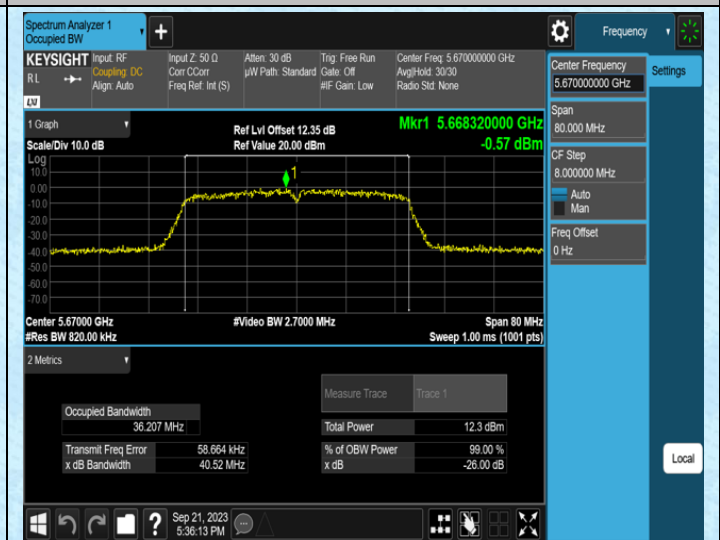 Spectrum Analyzer 1
Occupied BW
+
Frequency
KEYSIGHT
RL
LXI
Input: RF
Coupling: DC
Align: Auto
Input Z: 50 Ω
Corr CCorr
Freq Ref: Int (S)
Atten: 30 dB
µW Path: Standard
Trig: Free Run
Gate: Off
#IF Gain: Low
Center Freq: 5.670000000 GHz
Avg|Hold: 30/30
Radio Std: None
Center Frequency
5.670000000 GHz
Settings
Span
80.000 MHz
CF Step
8.000000 MHz
Auto
Man
Freq Offset
0 Hz
1 Graph
Scale/Div 10.0 dB
Ref Lvl Offset 12.35 dB
Ref Value 20.00 dBm
Mkr1 5.668320000 GHz
-0.57 dBm
Log
10.0
0.00
-10.0
-20.0
-30.0
-40.0
-50.0
-60.0
-70.0
1
Center 5.67000 GHz
#Res BW 820.00 kHz
#Video BW 2.7000 MHz
Span 80 MHz
Sweep 1.00 ms (1001 pts)
2 Metrics
Measure Trace Trace 1
Occupied Bandwidth
36.207 MHz
Total Power 12.3 dBm
Transmit Freq Error 58.664 kHz
x dB Bandwidth 40.52 MHz
% of OBW Power 99.00 %
x dB -26.00 dB
Local
?
Sep 21, 2023
5:36:13 PM